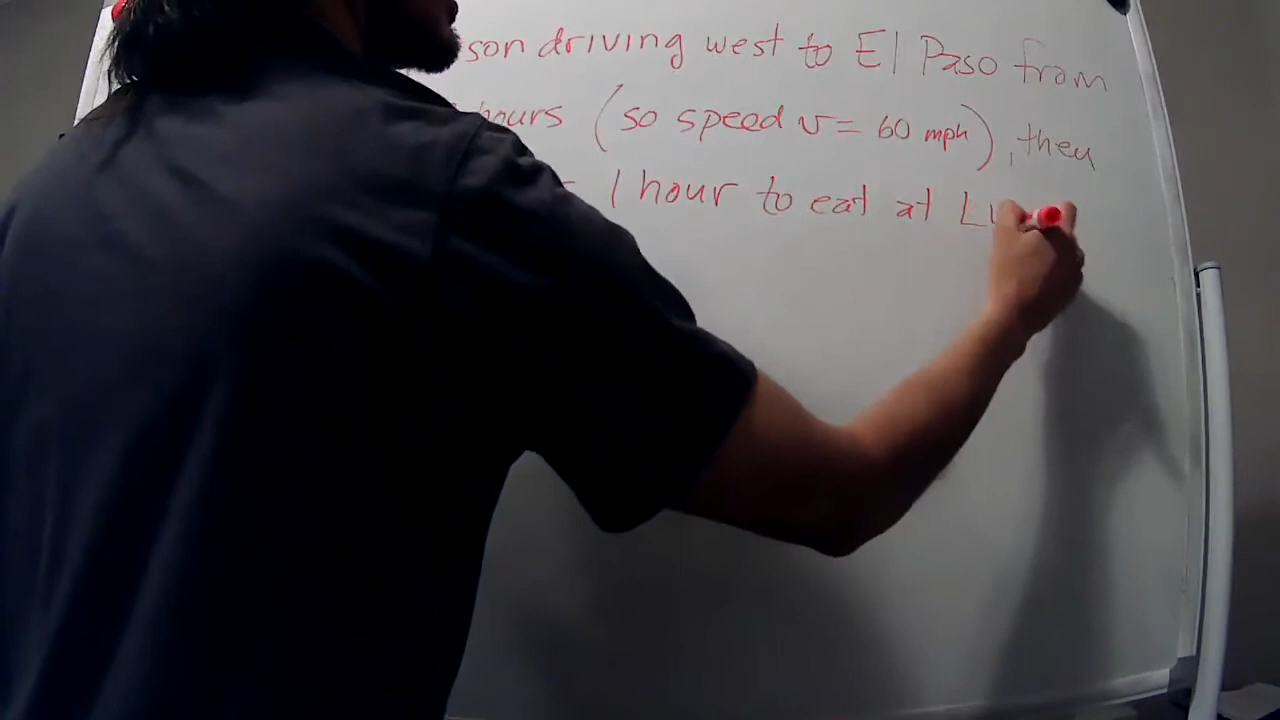 son driving west to El Paso from
hours (so speed v = 60 mph), then
1 hour to eat at